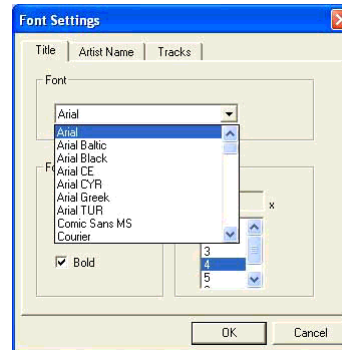 Font Settings
Title Artist Name Tracks
Font
Arial
Arial
Arial Baltic
Arial Black
Arial CE
Arial CYR
Arial Greek
Arial TUR
Comic Sans MS
Courier
Fo
x
3
4
5
Bold
OK Cancel